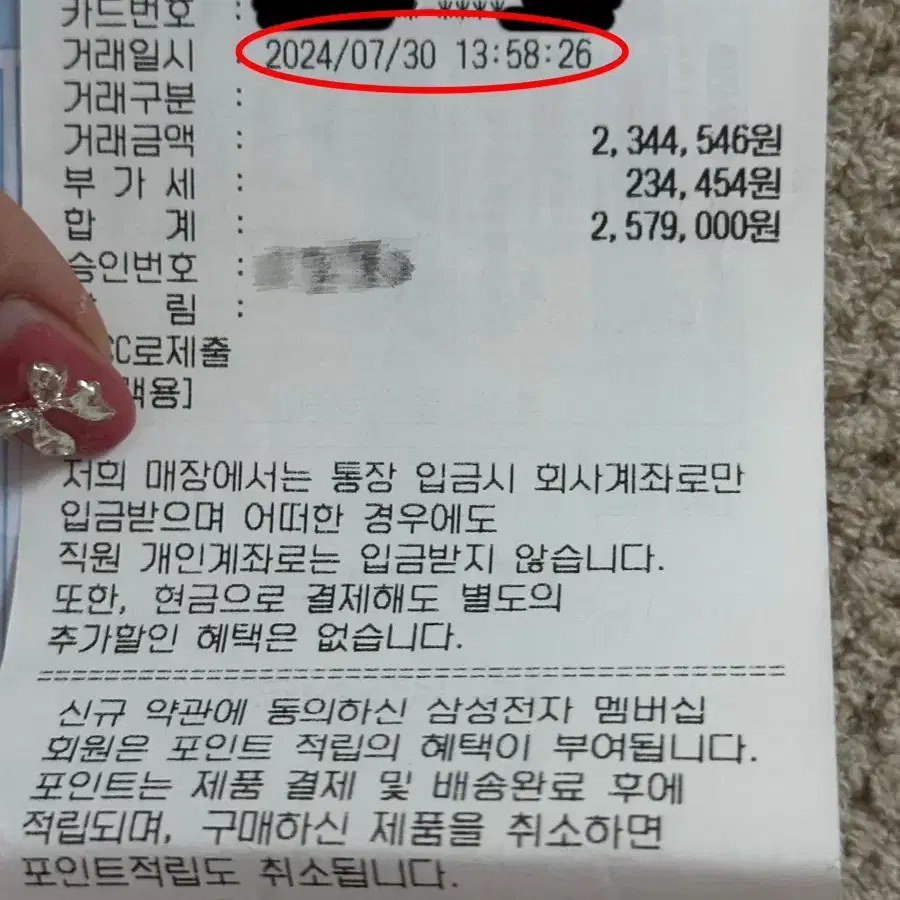 카드번호 : * ****
거래일시 : 2024/07/30 13:58:26
거래구분 :
거래금액 : 2,344,546원
부 가 세 : 234,454원
합 계 : 2,579,000원
승인번호 :
림 :
SC로제출
객용]
저희 매장에서는 통장 입금시 회사계좌로만
입금받으며 어떠한 경우에도
직원 개인계좌로는 입금받지 않습니다.
또한, 현금으로 결제해도 별도의
추가할인 혜택은 없습니다.
==================================================
신규 약관에 동의하신 삼성전자 멤버십
회원은 포인트 적립의 혜택이 부여됩니다.
포인트는 제품 결제 및 배송완료 후에
적립되며, 구매하신 제품을 취소하면
포인트적립도 취소됩니다.